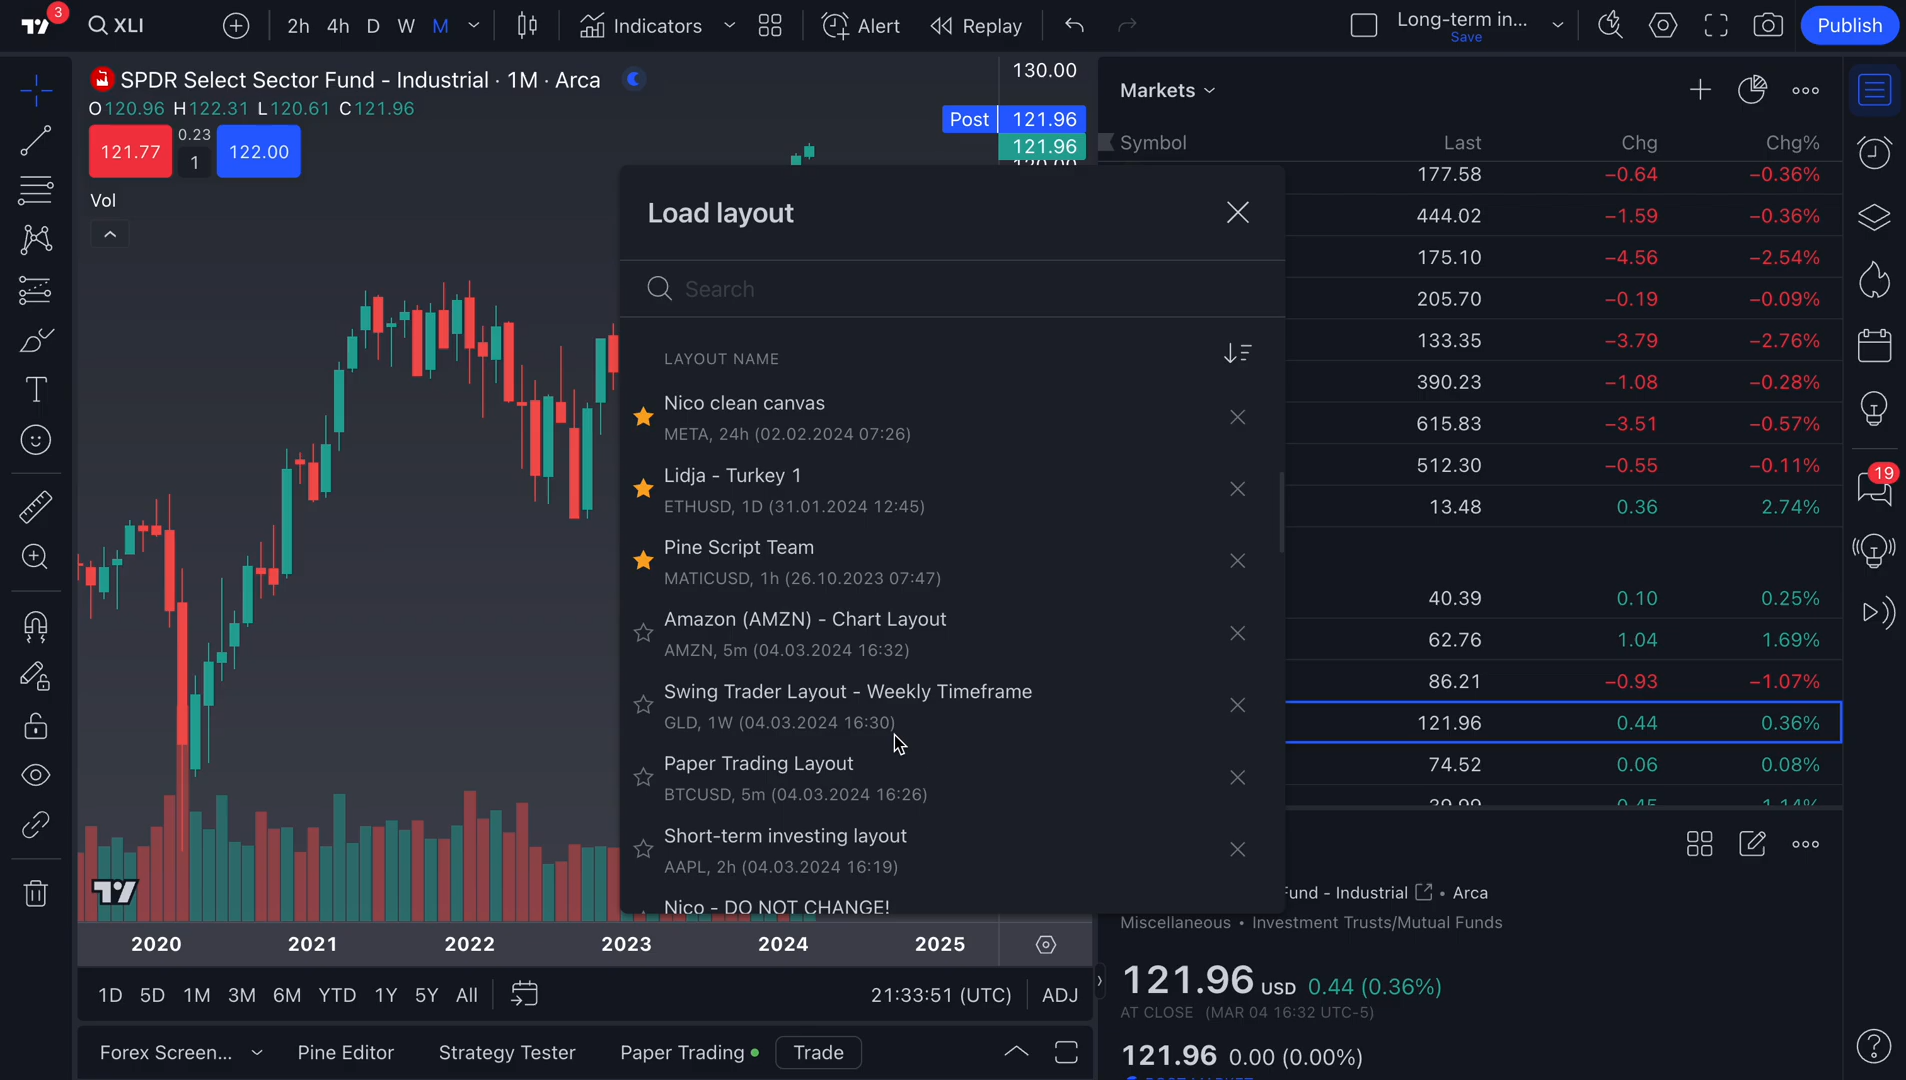 3
XLI
2h 4h D W M
Indicators
Alert
Replay
Long-term in...
Save
Publish
SPDR Select Sector Fund - Industrial · 1M · Arca
O120.96 H122.31 L120.61 C121.96
121.77
0.23
1
122.00
Vol
130.00
Post 121.96
121.96
Load layout
Search
LAYOUT NAME
Nico clean canvas
META, 24h (02.02.2024 07:26)
Lidja - Turkey 1
ETHUSD, 1D (31.01.2024 12:45)
Pine Script Team
MATICUSD, 1h (26.10.2023 07:47)
Amazon (AMZN) - Chart Layout
AMZN, 5m (04.03.2024 16:32)
Swing Trader Layout - Weekly Timeframe
GLD, 1W (04.03.2024 16:30)
Paper Trading Layout
BTCUSD, 5m (04.03.2024 16:26)
Short-term investing layout
AAPL, 2h (04.03.2024 16:19)
Nico - DO NOT CHANGE!
2020 2021 2022 2023 2024 2025
1D 5D 1M 3M 6M YTD 1Y 5Y All
21:33:51 (UTC) ADJ
Forex Screen...
Pine Editor
Strategy Tester
Paper Trading
Trade
Markets
Symbol Last Chg Chg%
177.58 −0.64 −0.36%
444.02 −1.59 −0.36%
175.10 −4.56 −2.54%
205.70 −0.19 −0.09%
133.35 −3.79 −2.76%
390.23 −1.08 −0.28%
615.83 −3.51 −0.57%
512.30 −0.55 −0.11%
13.48 0.36 2.74%
40.39 0.10 0.25%
62.76 1.04 1.69%
86.21 −0.93 −1.07%
121.96 0.44 0.36%
74.52 0.06 0.08%
39.99 0.45 1.14%
19
Fund - Industrial • Arca
Miscellaneous • Investment Trusts/Mutual Funds
121.96 USD 0.44 (0.36%)
AT CLOSE (MAR 04 16:32 UTC-5)
121.96 0.00 (0.00%)